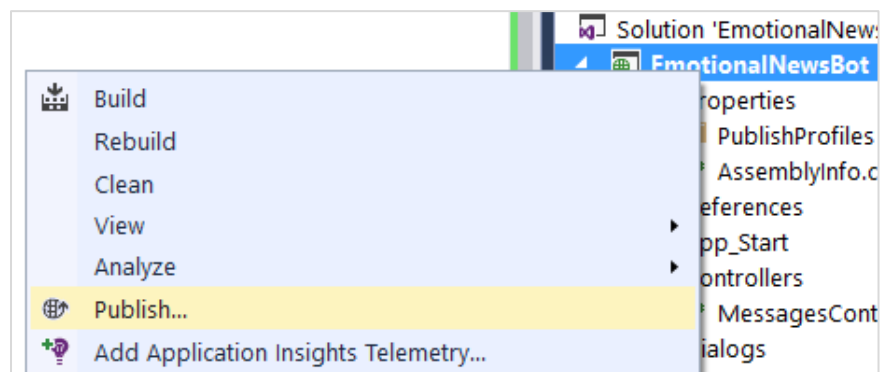 Solution 'EmotionalNews
EmotionalNewsBot
Build
roperties
Rebuild
PublishProfiles
Clean
AssemblyInfo.c
View
eferences
Analyze
pp_Start
ontrollers
Publish...
MessagesCont
Add Application Insights Telemetry...
ialogs